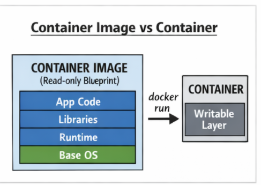 Container Image vs Container
CONTAINER IMAGE
(Read-only Blueprint)
App Code
Libraries
Runtime
Base OS
docker
run
CONTAINER
Writable
Layer